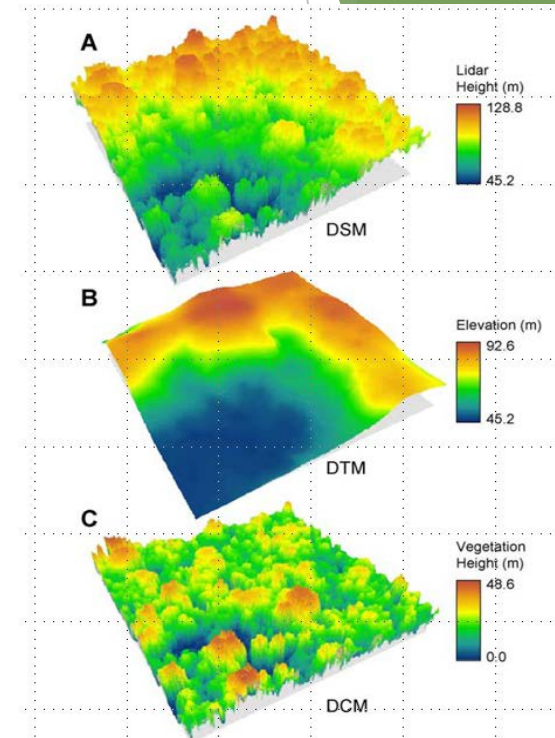 A
Lidar
Height (m)
128.8
45.2
DSM
B
Elevation (m)
92.6
45.2
DTM
C
Vegetation
Height (m)
48.6
0.0
DCM